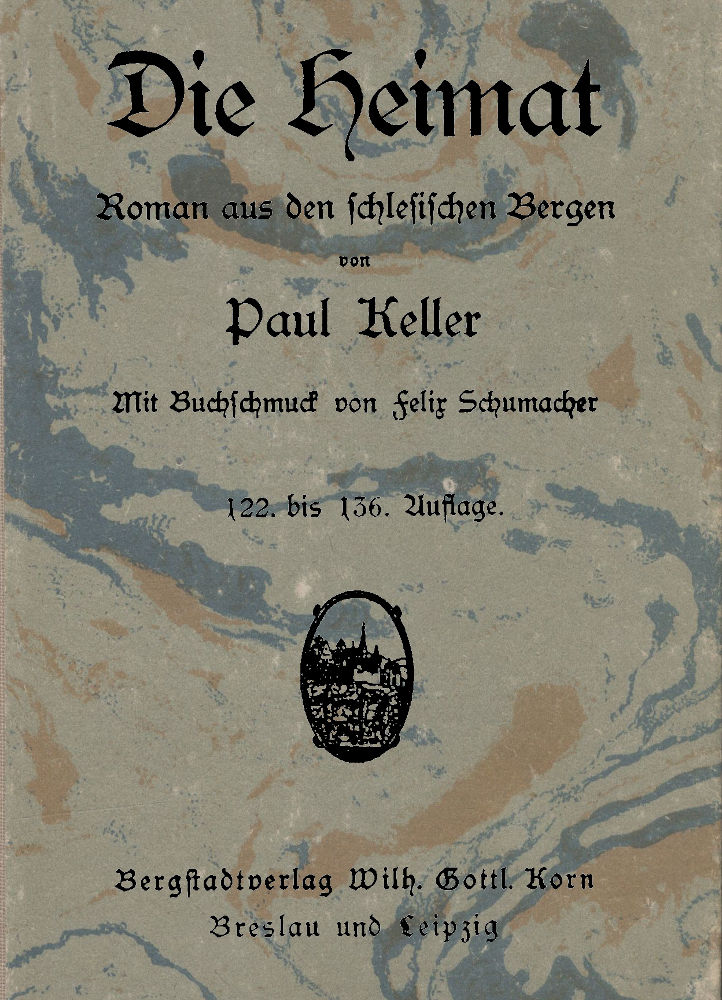 Die Heimat
Roman aus den ſchleſiſchen Bergen
von
Paul Keller
Mit Buchſchmuck von Felix Schumacher
122. bis 136. Auflage.
Bergſtadtverlag Wilh. Gottl. Korn
Breslau und Leipzig